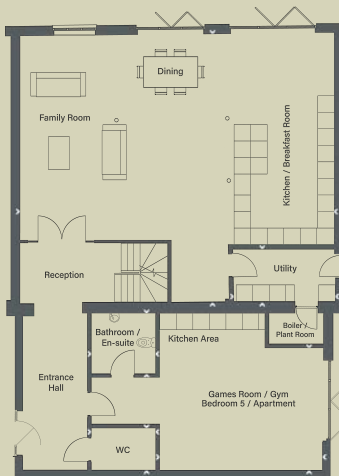 Dining
Family Room
Kitchen / Breakfast Room
Reception
Utility
Boiler /
Plant Room
Bathroom /
En-suite
Kitchen Area
Entrance
Hall
Games Room / Gym
Bedroom 5 / Apartment
WC